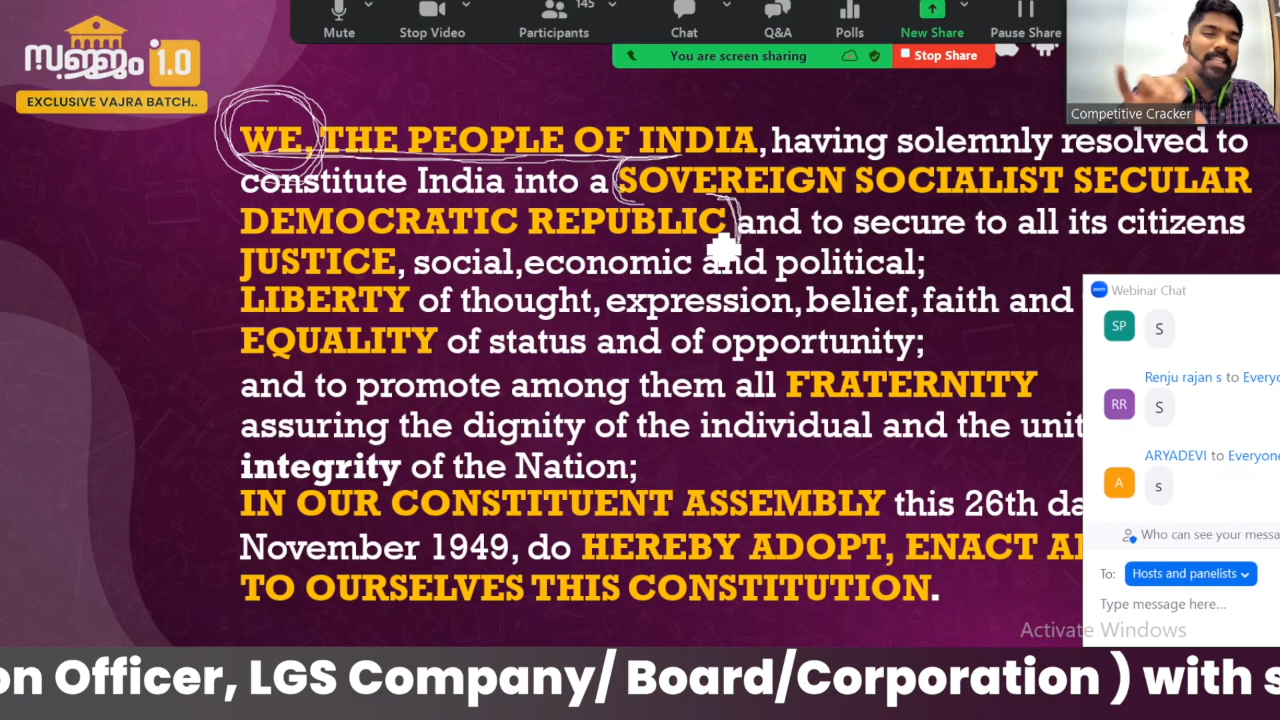 Mute
Stop Video
Participants
145
Chat
Q&A
Polls
New Share
Pause Share
You are screen sharing
Stop Share
1.0
EXCLUSIVE VAJRA BATCH..
Competitive Cracker
WE, THE PEOPLE OF INDIA, having solemnly resolved to
constitute India into a SOVEREIGN SOCIALIST SECULAR
DEMOCRATIC REPUBLIC and to secure to all its citizens
JUSTICE, social, economic and political;
LIBERTY of thought, expression, belief, faith and
EQUALITY of status and of opportunity;
and to promote among them all FRATERNITY
assuring the dignity of the individual and the unit
integrity of the Nation;
IN OUR CONSTITUENT ASSEMBLY this 26th da
November 1949, do HEREBY ADOPT, ENACT
TO OURSELVES THIS CONSTITUTION.
zoom
Webinar Chat
SP
S
Renju rajan s to Everyo
RR
S
ARYADEVI to Everyone
A
s
Who can see your messa
To: Hosts and panelists
Type message here...
Activate Windows
on Officer, LGS Company/ Board/Corporation ) with s